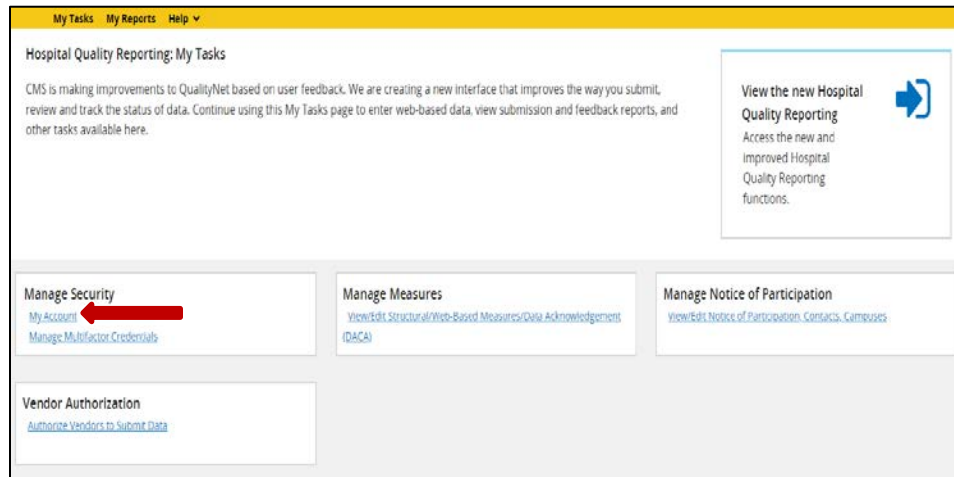 My Tasks My Reports Help
Hospital Quality Reporting: My Tasks
CMS is making improvements to QualityNet based on user feedback. We are creating a new interface that improves the way you submit,
review and track the status of data. Continue using this My Tasks page to enter web-based data, view submission and feedback reports, and
other tasks available here.
View the new Hospital
Quality Reporting
Access the new and
improved Hospital
Quality Reporting
functions.
Manage Security
My Account
Manage Multifactor Credentials
Manage Measures
View/Edit Structural/Web-Based Measures/Data Acknowledgement
(DACA)
Manage Notice of Participation
View/Edit Notice of Participation, Contacts, Campuses
Vendor Authorization
Authorize Vendors to Submit Data